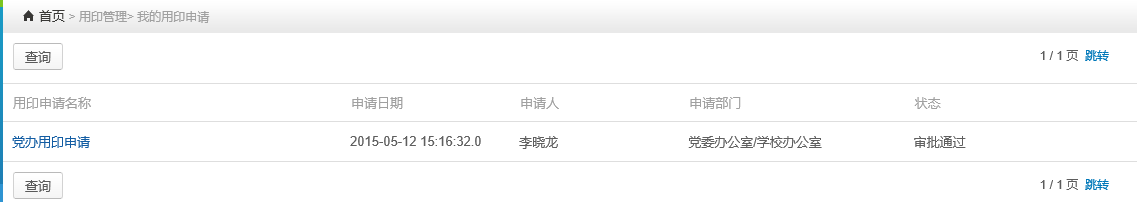 首页 > 用印管理> 我的用印申请
查询 1 / 1 页 跳转
用印申请名称 申请日期 申请人 申请部门 状态
党办用印申请 2015-05-12 15:16:32.0 李晓龙 党委办公室/学校办公室 审批通过
查询 1 / 1 页 跳转